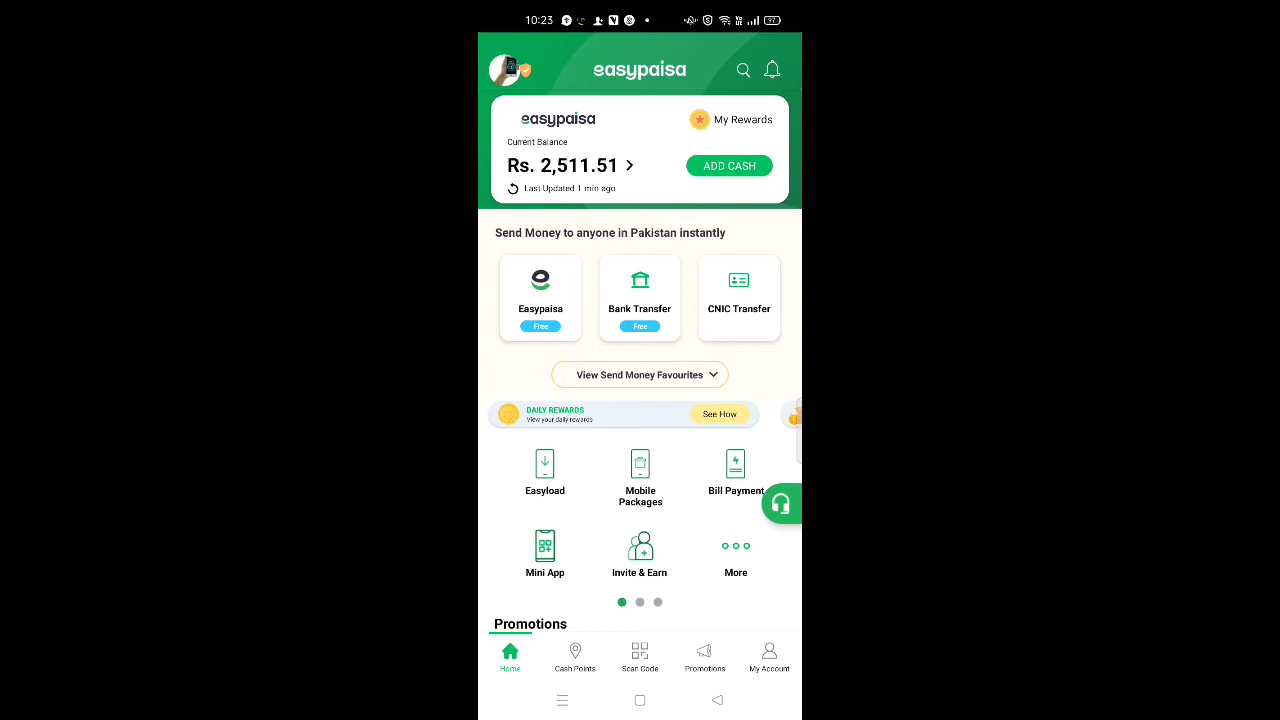 10:23
97
easypaisa
easypaisa
My Rewards
Current Balance
Rs. 2,511.51
ADD CASH
Last Updated 1 min ago
Send Money to anyone in Pakistan instantly
Easypaisa
Free
Bank Transfer
Free
CNIC Transfer
View Send Money Favourites
DAILY REWARDS
View your daily rewards
See How
Easyload
Mobile
Packages
Bill Payment
Mini App
Invite & Earn
More
Promotions
Home
Cash Points
Scan Code
Promotions
My Account